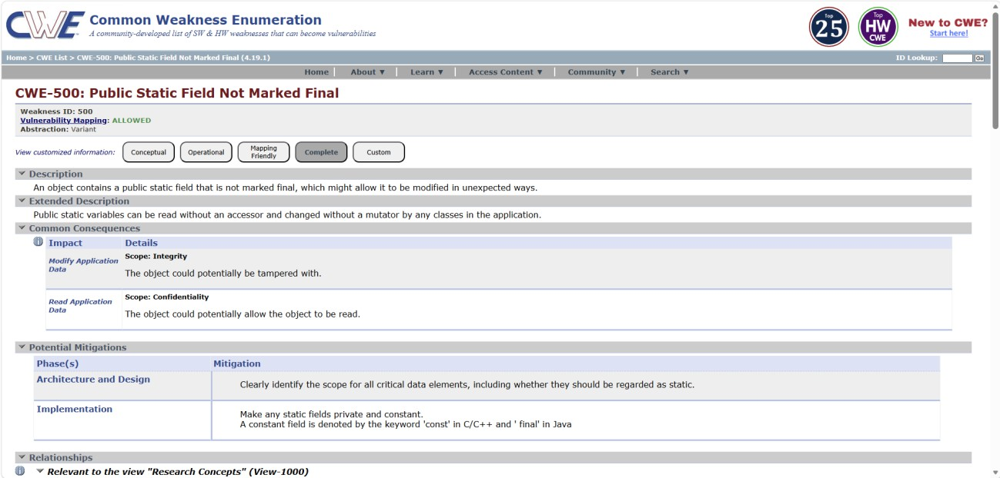 CWE Common Weakness Enumeration
A community-developed list of SW & HW weaknesses that can become vulnerabilities
Top 25
Top HW CWE
New to CWE?
Start here!
Home > CWE List > CWE-500: Public Static Field Not Marked Final (4.19.1)
ID Lookup: Go
Home | About ▼ | Learn ▼ | Access Content ▼ | Community ▼ | Search ▼
CWE-500: Public Static Field Not Marked Final
Weakness ID: 500
Vulnerability Mapping: ALLOWED
Abstraction: Variant
View customized information: Conceptual Operational Mapping Friendly Complete Custom
Description
An object contains a public static field that is not marked final, which might allow it to be modified in unexpected ways.
Extended Description
Public static variables can be read without an accessor and changed without a mutator by any classes in the application.
Common Consequences
Impact Details
Modify Application Data
Scope: Integrity
The object could potentially be tampered with.
Read Application Data
Scope: Confidentiality
The object could potentially allow the object to be read.
Potential Mitigations
Phase(s) Mitigation
Architecture and Design
Clearly identify the scope for all critical data elements, including whether they should be regarded as static.
Implementation
Make any static fields private and constant.
A constant field is denoted by the keyword 'const' in C/C++ and ' final' in Java
Relationships
Relevant to the view "Research Concepts" (View-1000)